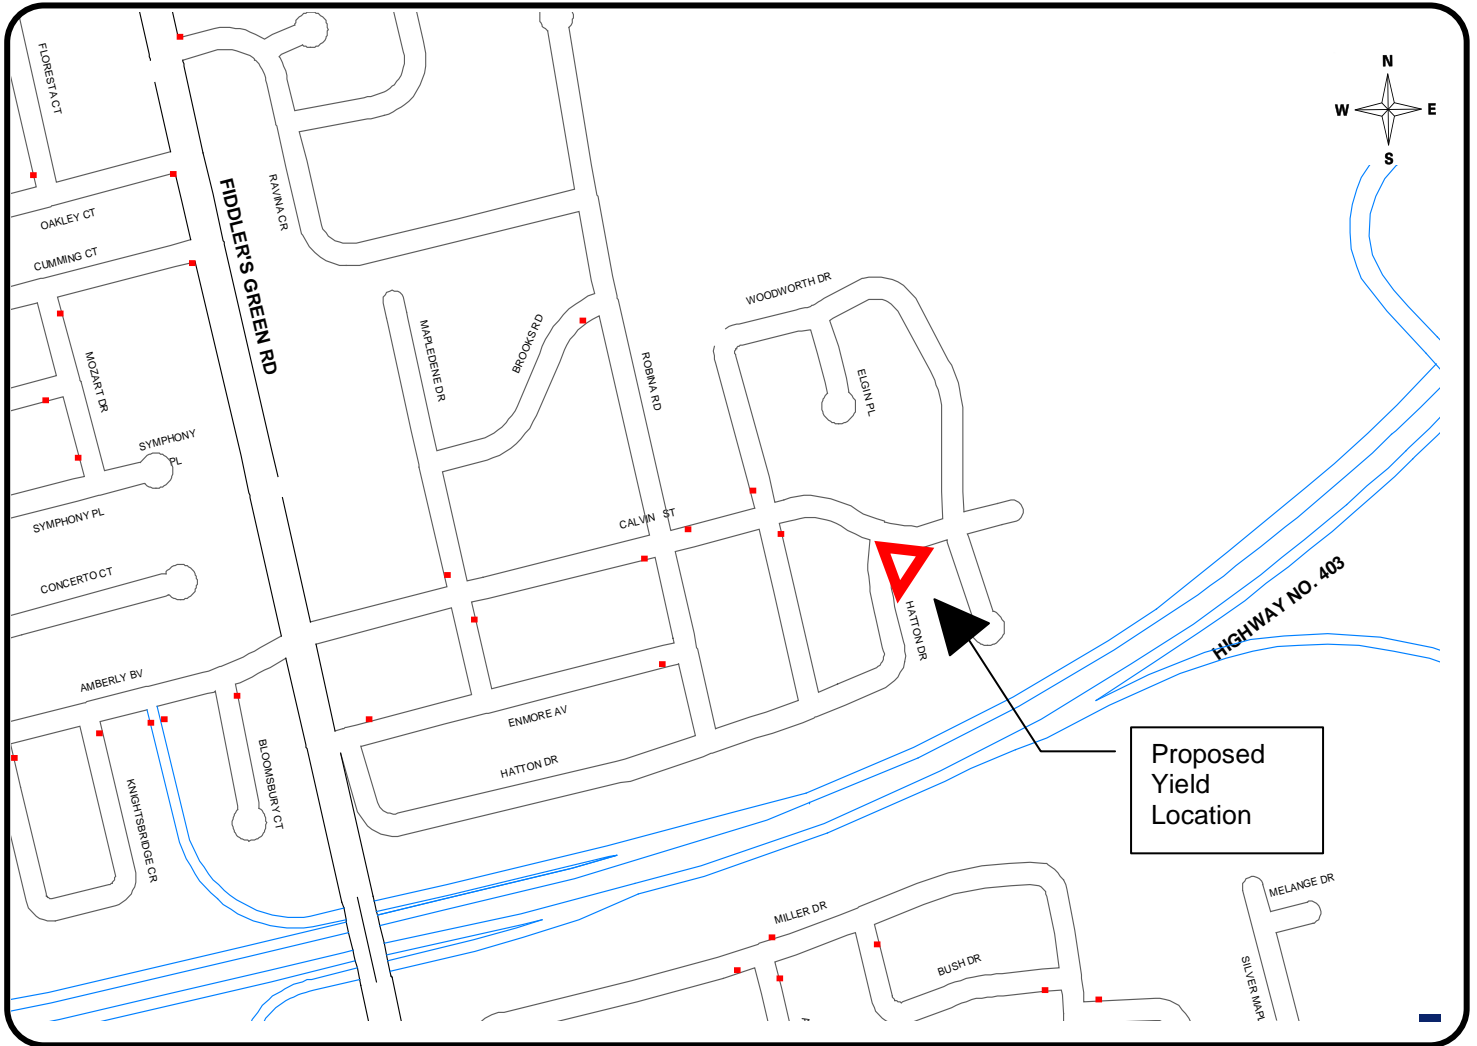 N
W E
S
FLORESTA CT
OAKLEY CT
CUMMING CT
FIDDLER'S GREEN RD
RAVINA CR
MOZART DR
MAPLEDENE DR
BROOKS RD
ROBINA RD
WOODWORTH DR
ELGIN PL
SYMPHONY
PL
SYMPHONY PL
CALVIN ST
CONCERTO CT
HATTON DR
HIGHWAY NO. 403
AMBERLY BV
ENMORE AV
HATTON DR
BLOOMSBURY CT
KNIGHTSBRIDGE CR
Proposed
Yield
Location
MILLER DR
BUSH DR
MELANGE DR
SILVER MAPL